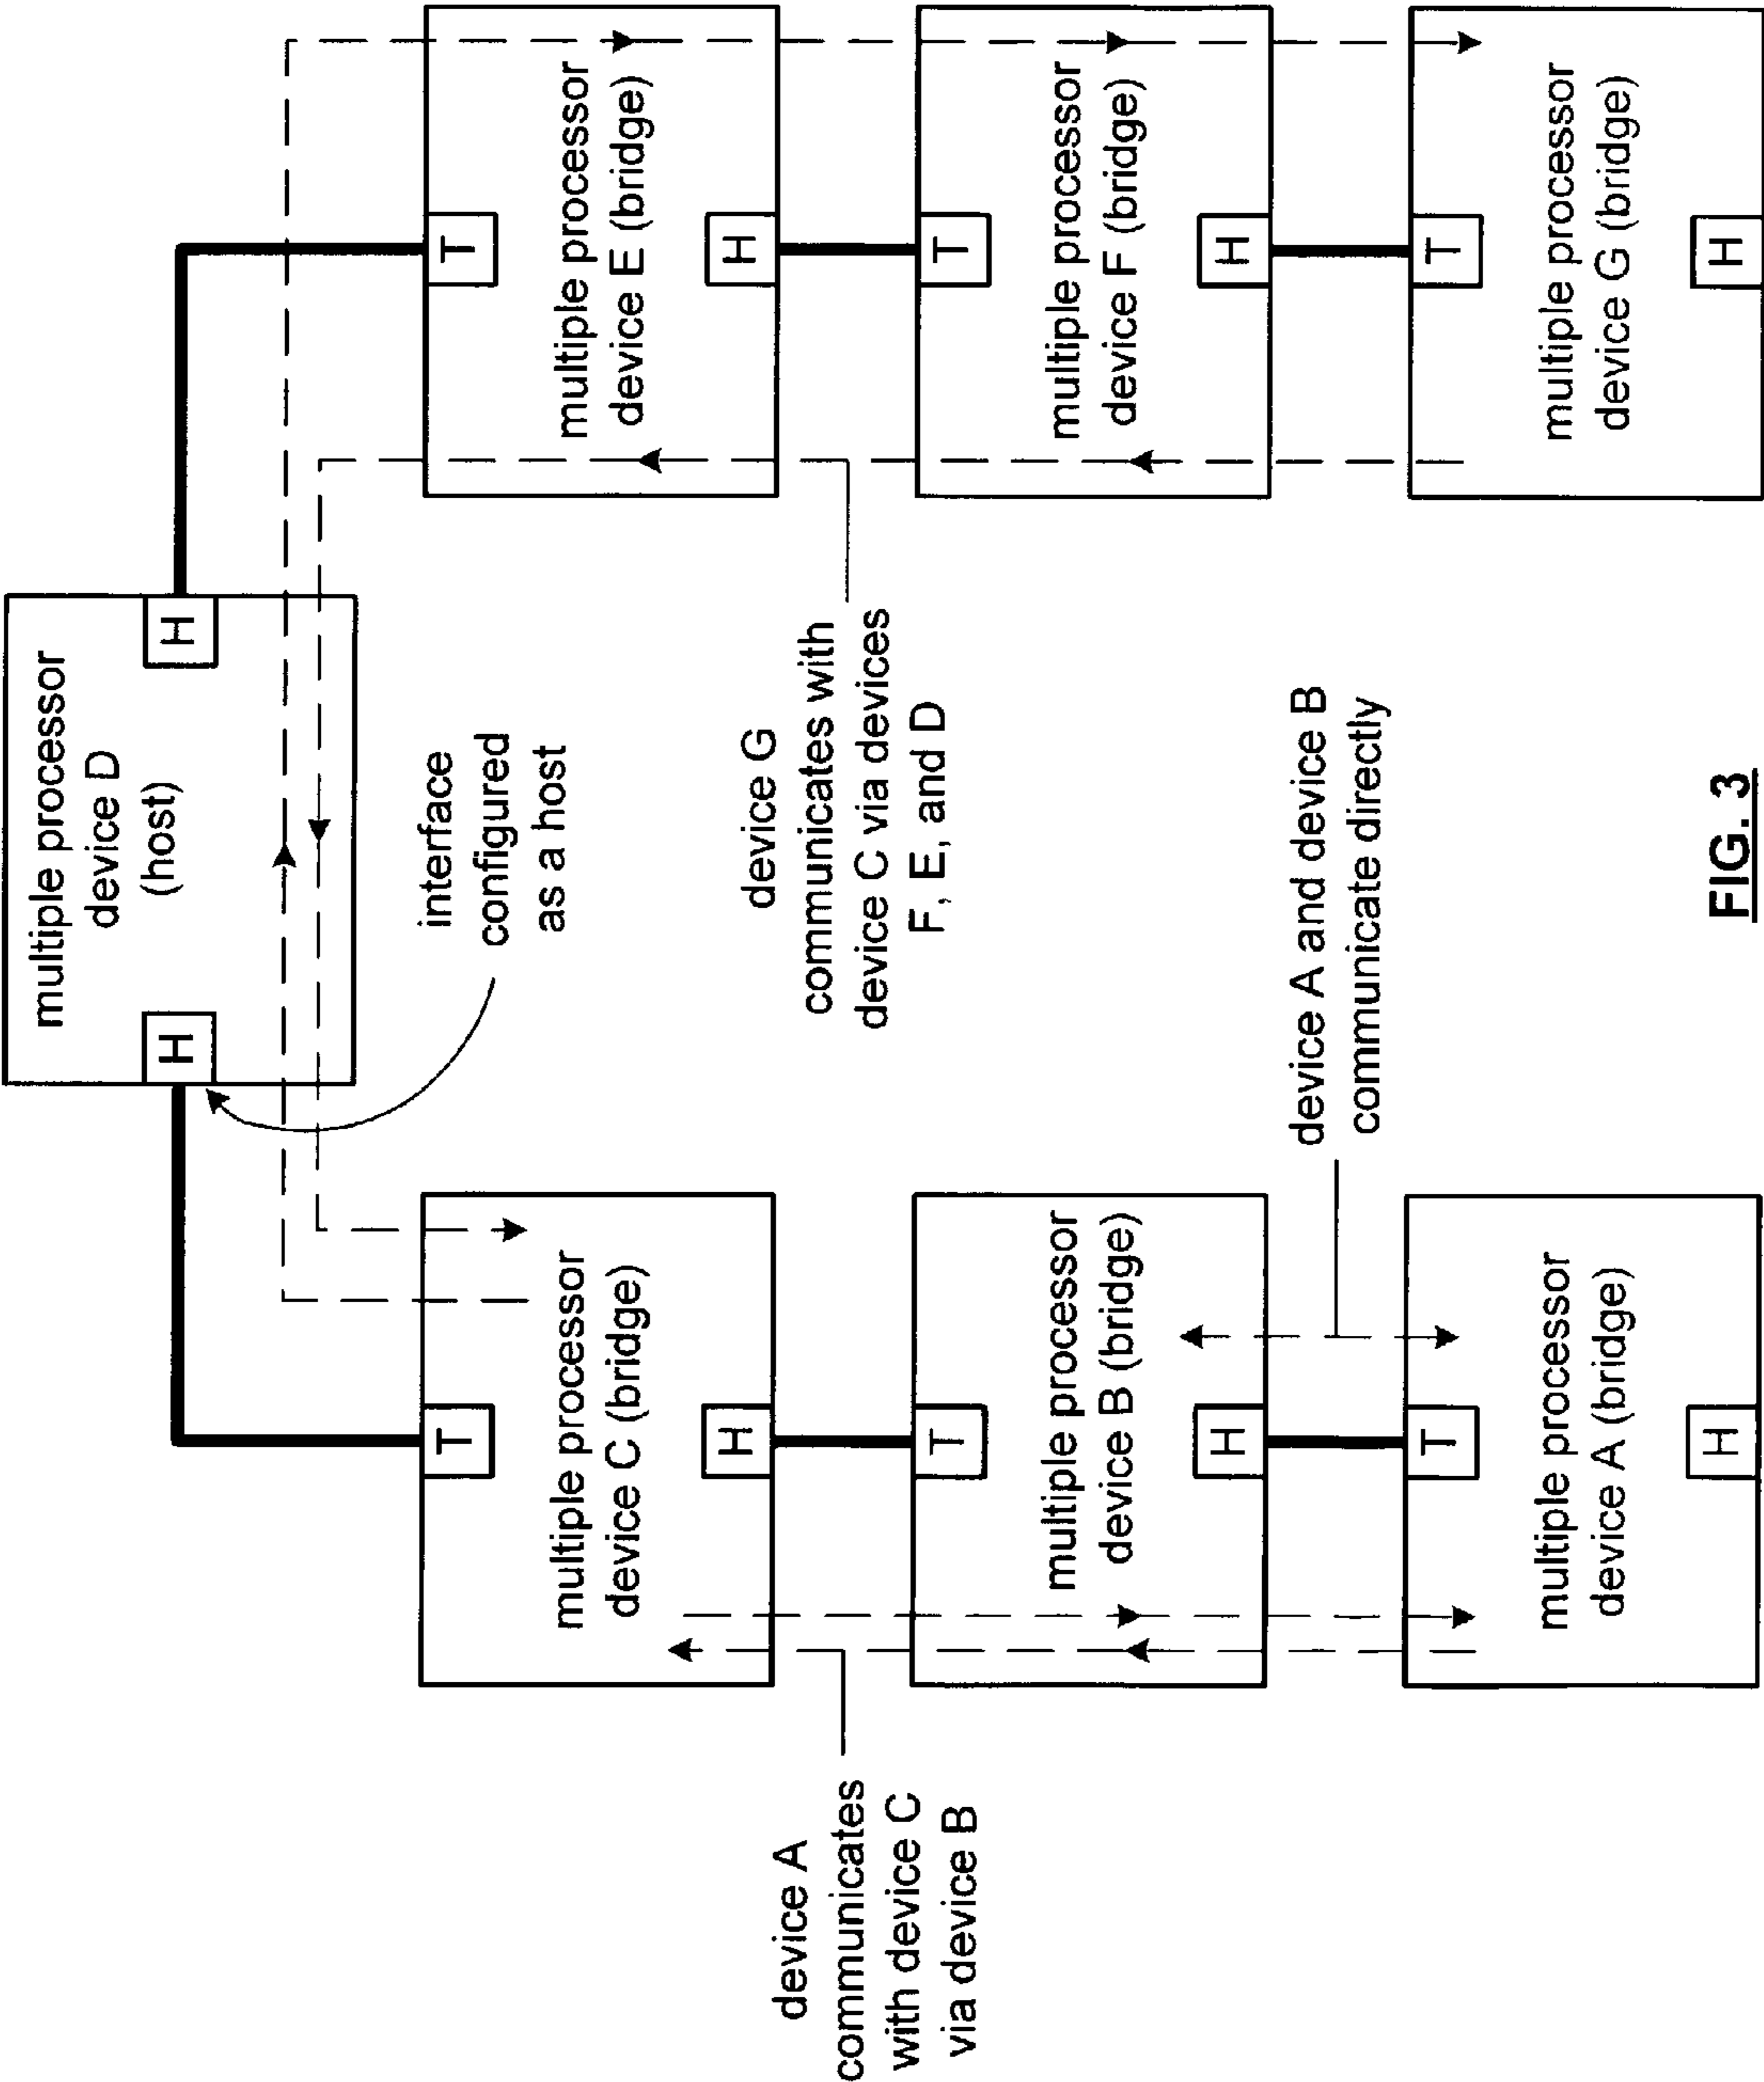 multiple processor
device D
(host)
H
H
interface
configured
as a host
T
multiple processor
device C (bridge)
H
T
multiple processor
device E (bridge)
H
device A
communicates
with device C
via device B
device G
communicates with
device C via devices
F, E, and D
T
multiple processor
device B (bridge)
H
T
multiple processor
device F (bridge)
H
device A and device B
communicate directly
T
multiple processor
device A (bridge)
H
T
multiple processor
device G (bridge)
H
FIG. 3